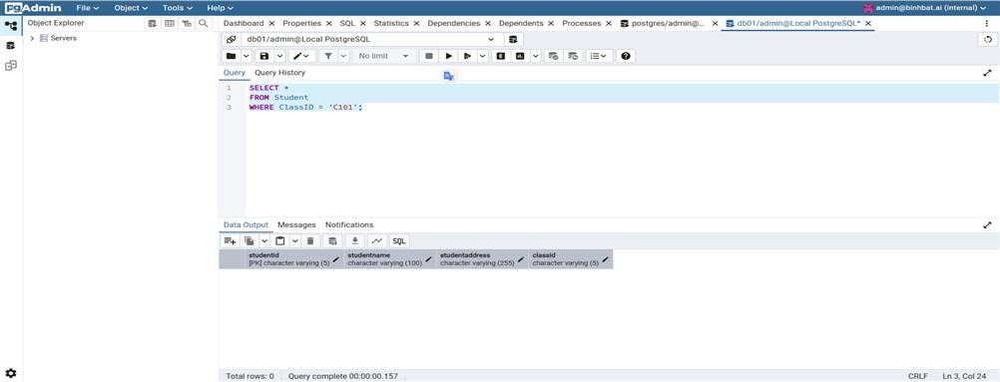 pgAdmin File Object Tools Help admin@binhbat.ai (internal)
Object Explorer Dashboard Properties SQL Statistics Dependencies Dependents Processes postgres/admin@... db01/admin@Local PostgreSQL*
Servers
db01/admin@Local PostgreSQL
No limit
Query Query History
1 SELECT *
2 FROM Student
3 WHERE ClassID = 'C101';
Data Output Messages Notifications
SQL
studentid studentname studentaddress classid
[PK] character varying (5) character varying (100) character varying (255) character varying (5)
Total rows: 0 Query complete 00:00:00.157 CRLF Ln 3, Col 24